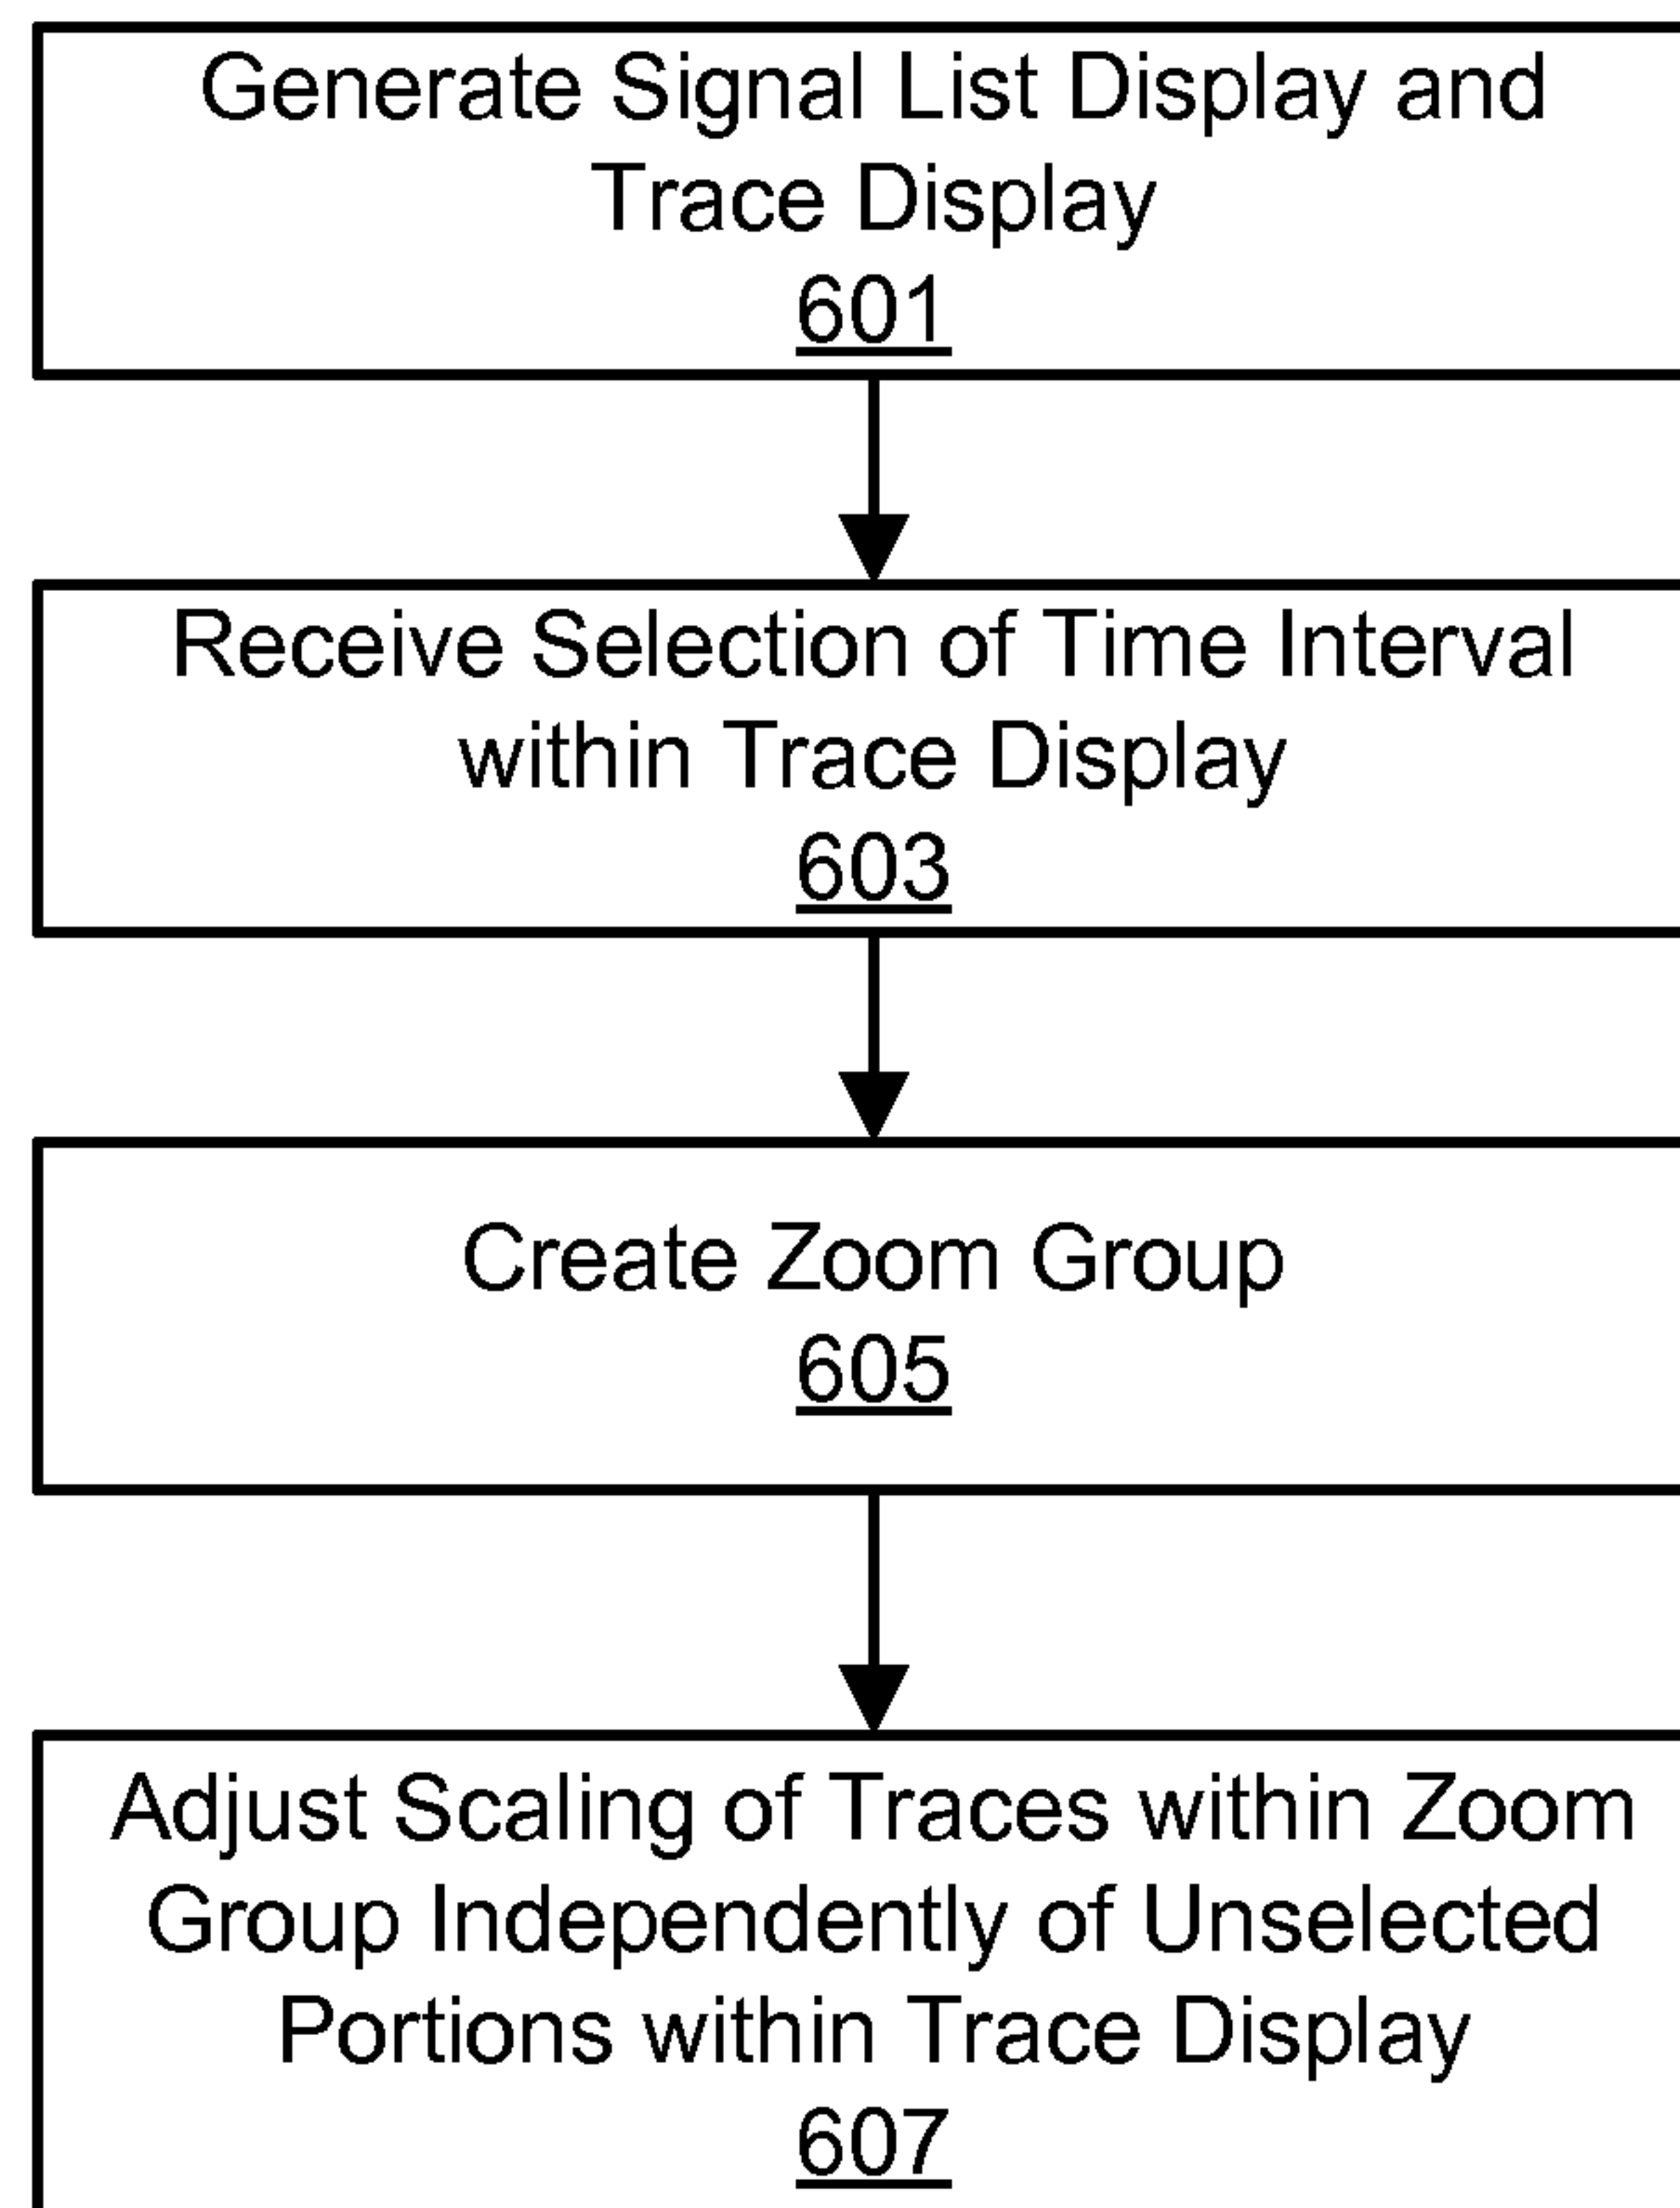 Generate Signal List Display and
Trace Display
601
Receive Selection of Time Interval
within Trace Display
603
Create Zoom Group
605
Adjust Scaling of Traces within Zoom
Group Independently of Unselected
Portions within Trace Display
607